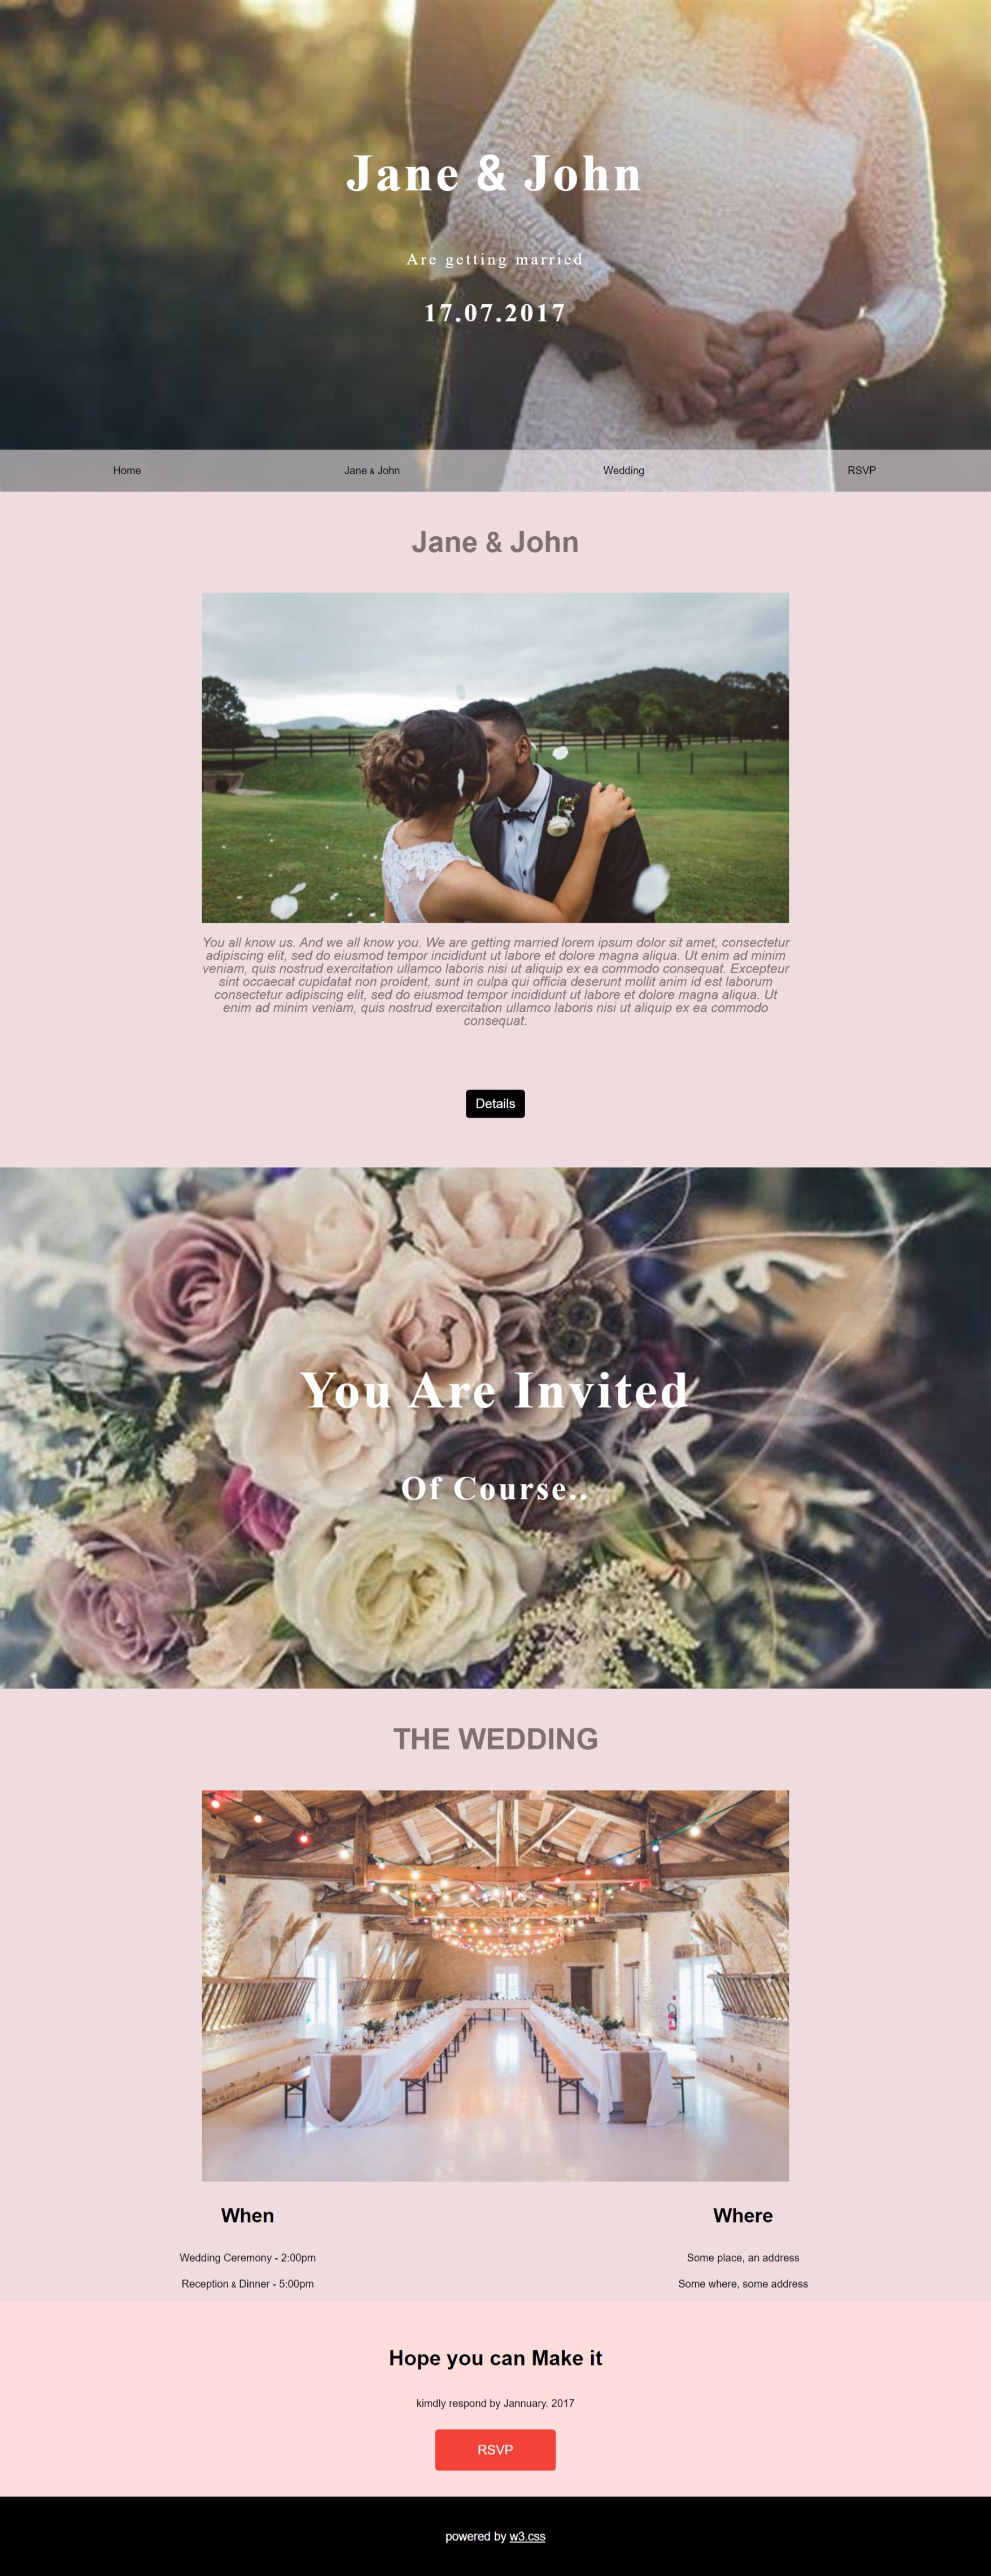 Jane & John
Are getting married
17.07.2017
Home
Jane & John
Wedding
RSVP
Jane & John
You all know us. And we all know you. We are getting married lorem ipsum dolor sit amet, consectetur
adipiscing elit, sed do eiusmod tempor incididunt ut labore et dolore magna aliqua. Ut enim ad minim
veniam, quis nostrud exercitation ullamco laboris nisi ut aliquip ex ea commodo consequat. Excepteur
sint occaecat cupidatat non proident, sunt in culpa qui officia deserunt mollit anim id est laborum
consectetur adipiscing elit, sed do eiusmod tempor incididunt ut labore et dolore magna aliqua. Ut
enim ad minim veniam, quis nostrud exercitation ullamco laboris nisi ut aliquip ex ea commodo
consequat.
Details
You Are Invited
Of Course..
THE WEDDING
When
Wedding Ceremony - 2:00pm
Reception & Dinner - 5:00pm
Where
Some place, an address
Some where, some address
Hope you can Make it
kimdly respond by Jannuary. 2017
RSVP
powered by w3.css